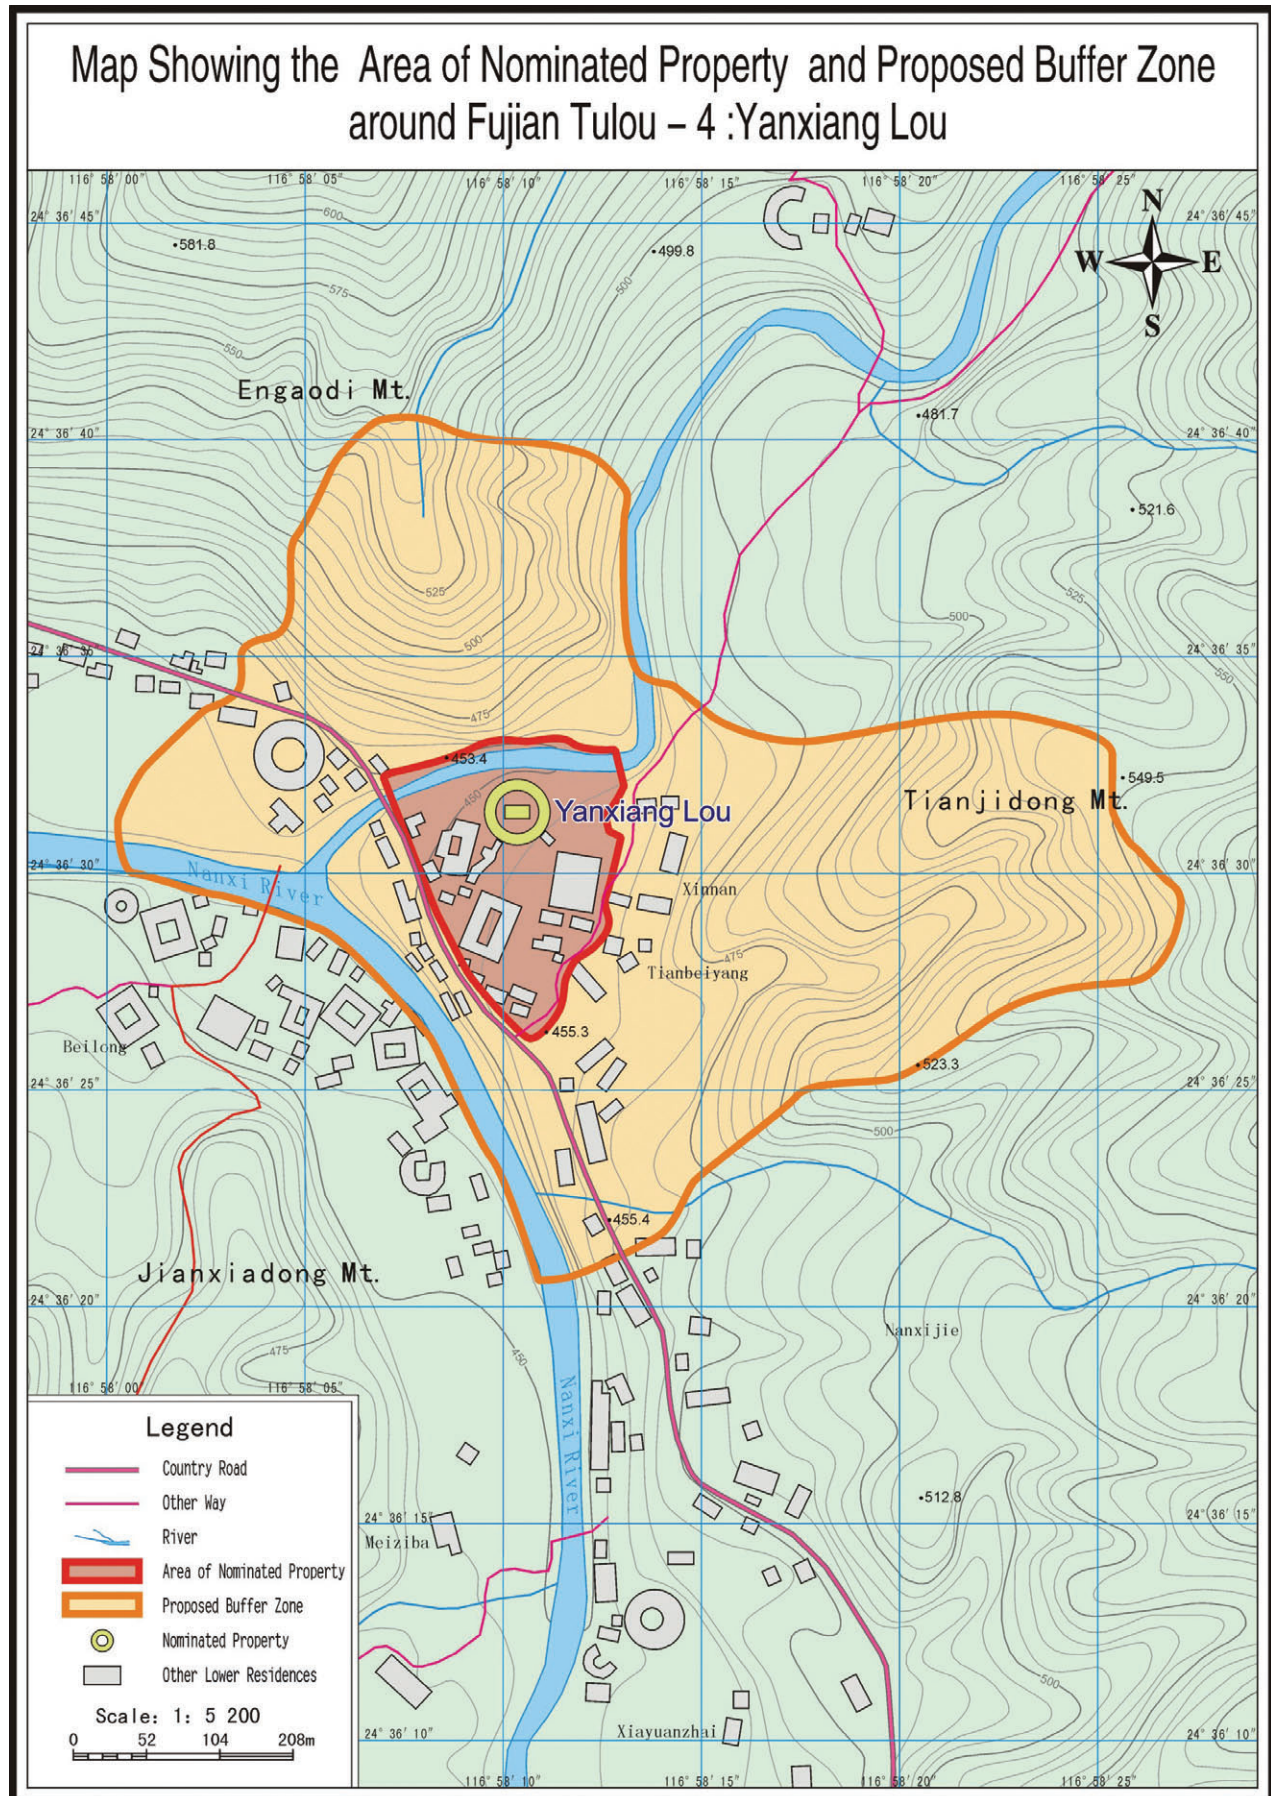 Map Showing the Area of Nominated Property and Proposed Buffer Zone
around Fujian Tulou – 4 :Yanxiang Lou
116° 58′ 00″ 116° 58′ 05″ 116° 58′ 10″ 116° 58′ 15″ 116° 58′ 20″ 116° 58′ 25″
24° 36′ 45″ 24° 36′ 45″
N
W E
S
600
581.8
499.8
575
500
550
Engaodi Mt.
481.7
24° 36′ 40″ 24° 36′ 40″
521.6
525
525
500
500
24° 36′ 35″ 24° 36′ 35″
550
475
453.4
549.5
450
Yanxiang Lou
Tianjidong Mt.
24° 36′ 30″ 24° 36′ 30″
Nanxi River
Xinnan
475
Tianbeiyang
455.3
Beilong
523.3
24° 36′ 25″ 24° 36′ 25″
500
455.4
Jianxiadong Mt.
24° 36′ 20″ 24° 36′ 20″
Nanxijie
475
450
116° 58′ 00″ 116° 58′ 05″
Nanxi River
Legend
Country Road
Other Way
River
Area of Nominated Property
Proposed Buffer Zone
Nominated Property
Other Lower Residences
Scale: 1: 5 200
0 52 104 208m
512.8
24° 36′ 15″ 24° 36′ 15″
Meiziba
500
Xiayuanzhai
24° 36′ 10″ 24° 36′ 10″
116° 58′ 10″ 116° 58′ 15″ 116° 58′ 20″ 116° 58′ 25″